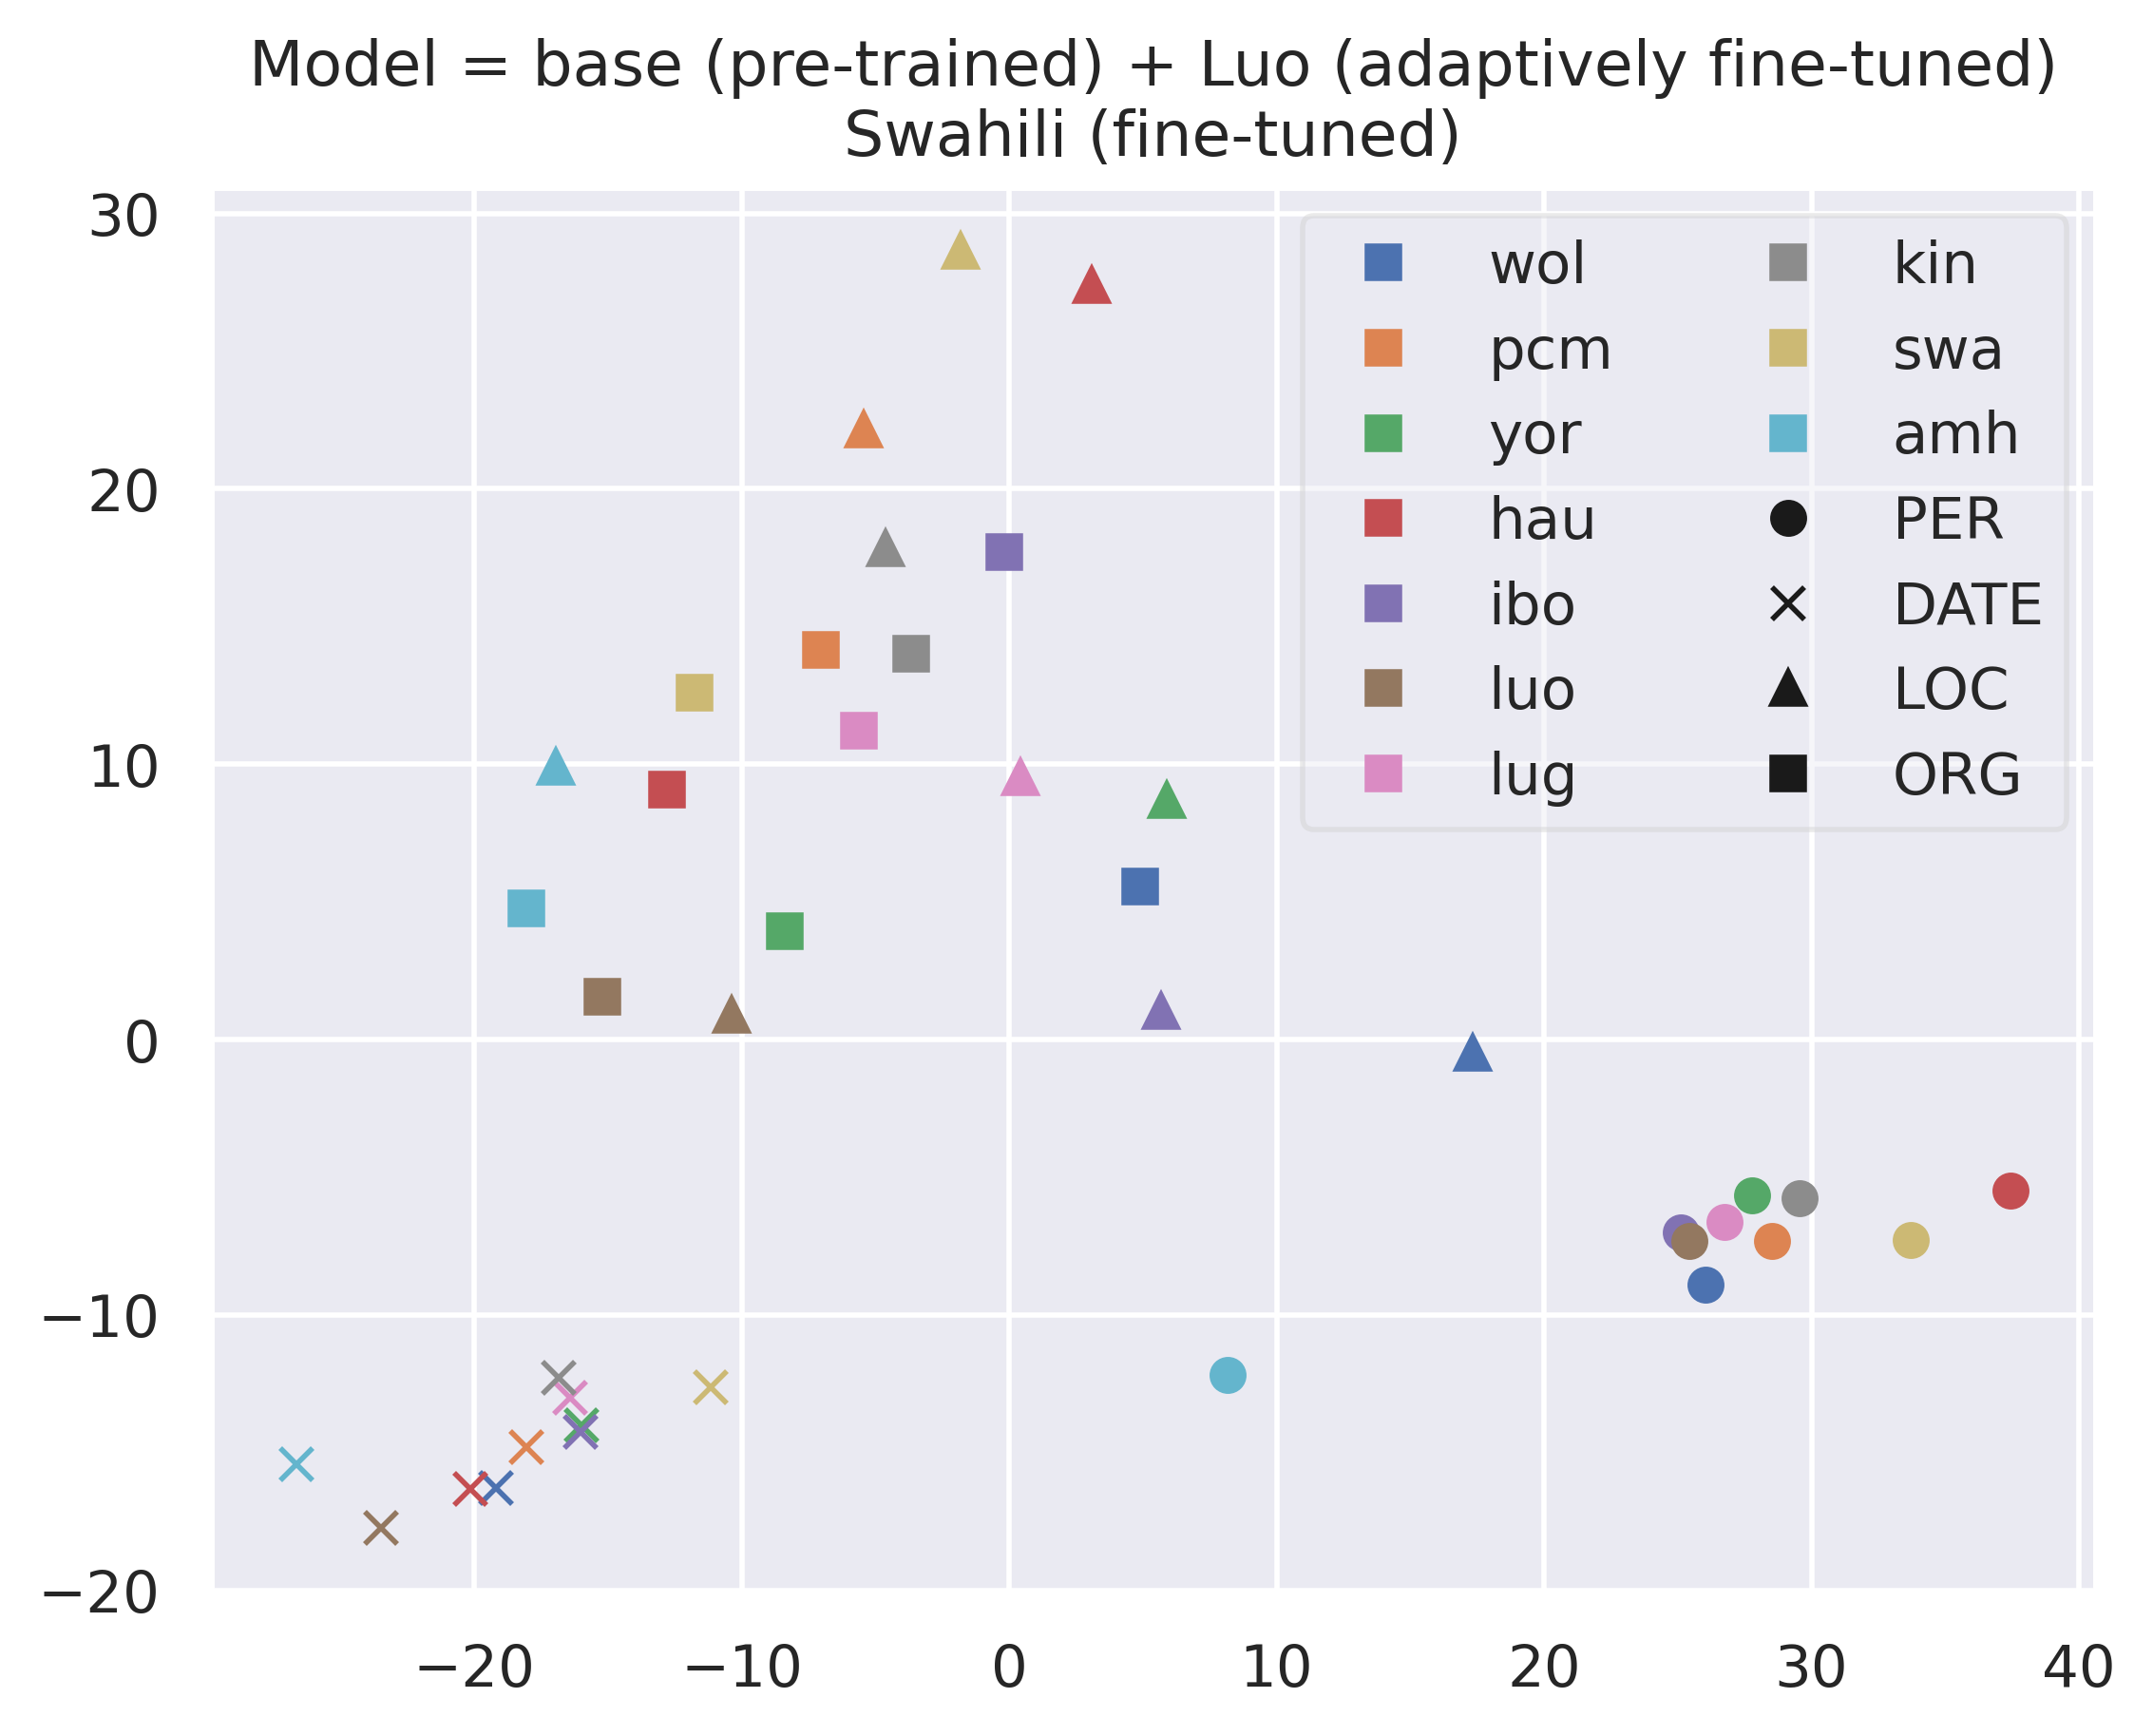 Model = base (pre-trained) + Luo (adaptively fine-tuned)
Swahili (fine-tuned)
30
20
10
0
−10
−20
−20
−10
0
10
20
30
40
wol
pcm
yor
hau
ibo
luo
lug
kin
swa
amh
PER
DATE
LOC
ORG